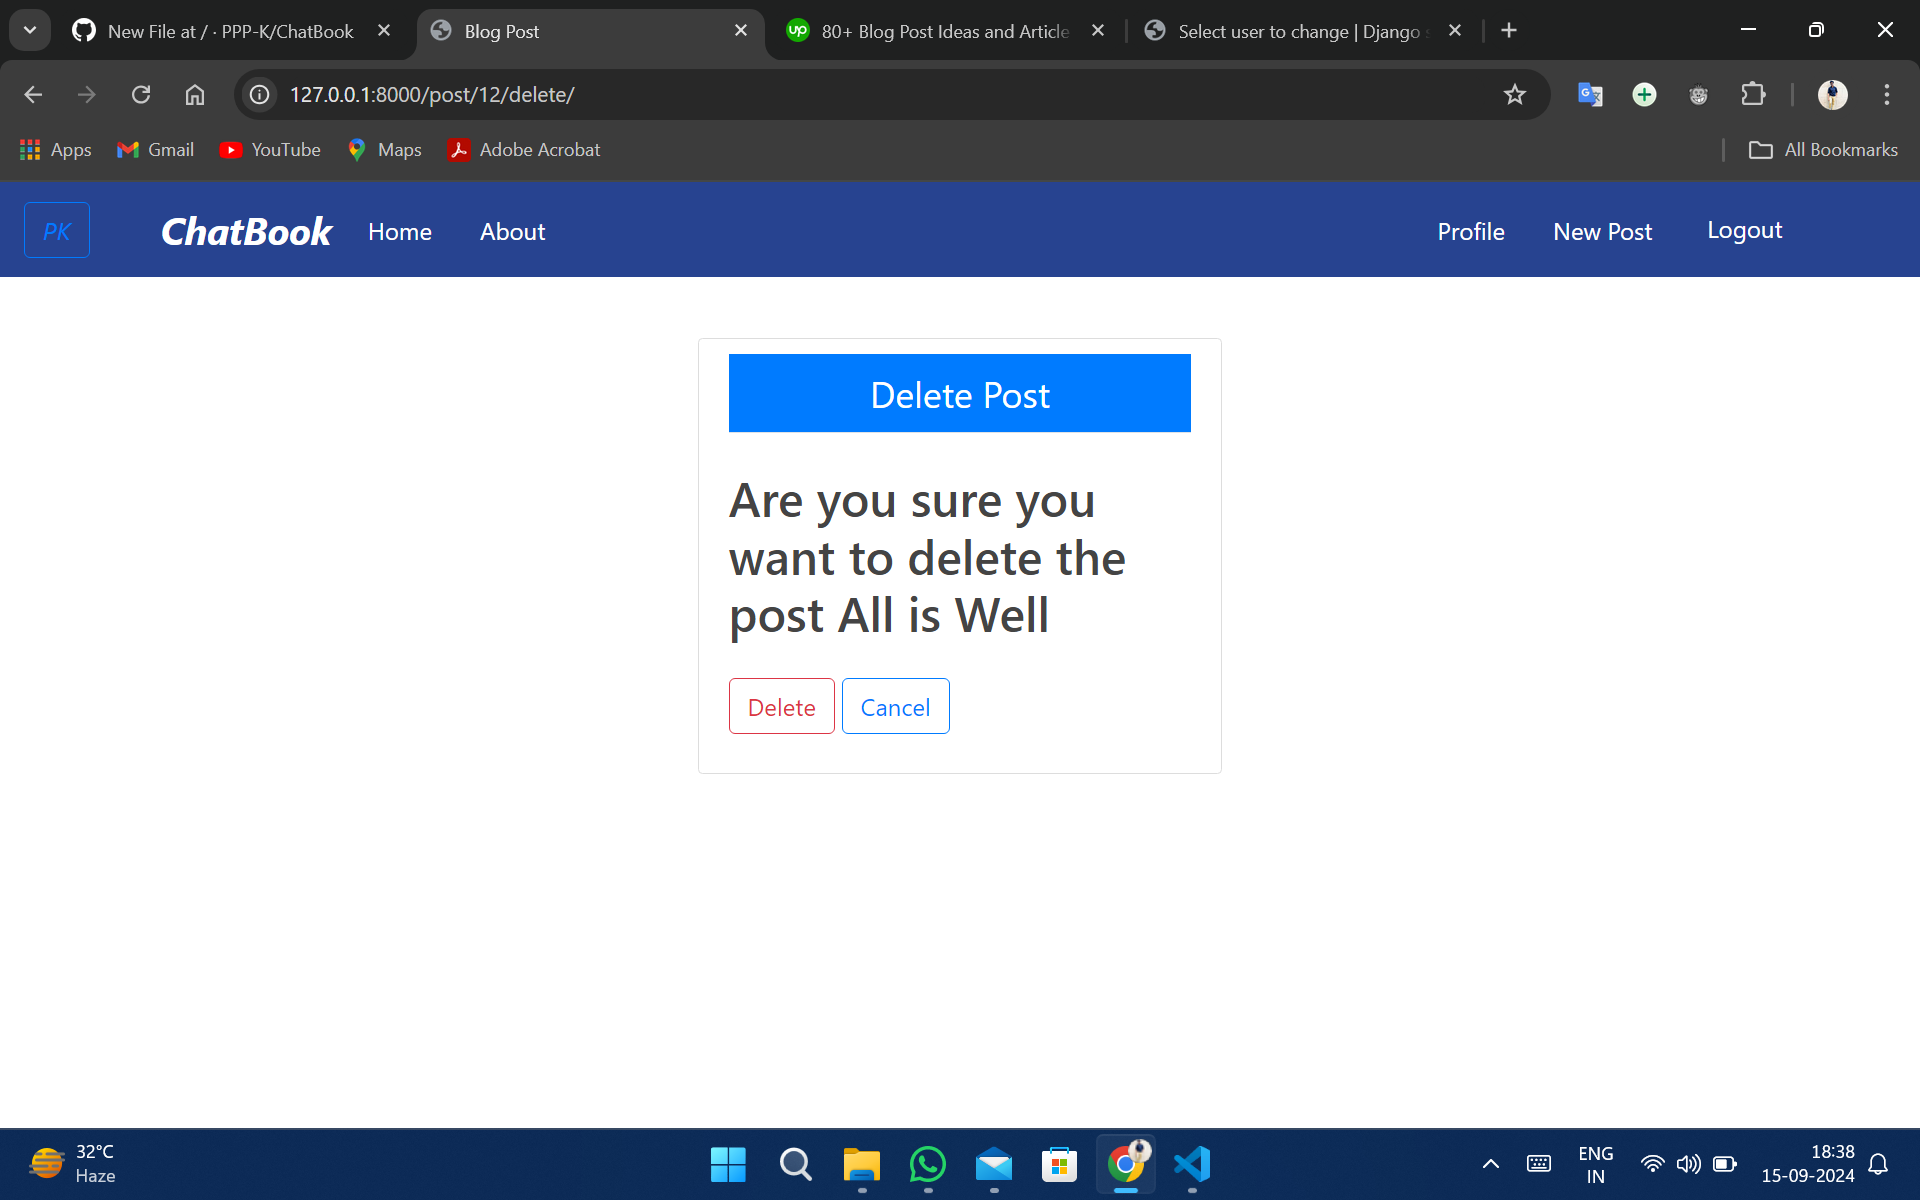 New File at / · PPP-K/ChatBook
Blog Post
80+ Blog Post Ideas and Article
Select user to change | Django
127.0.0.1:8000/post/12/delete/
Apps
Gmail
YouTube
Maps
Adobe Acrobat
All Bookmarks
PK
ChatBook
Home
About
Profile
New Post
Logout
Delete Post
Are you sure you
want to delete the
post All is Well
Delete
Cancel
32°C
Haze
ENG
IN
18:38
15-09-2024